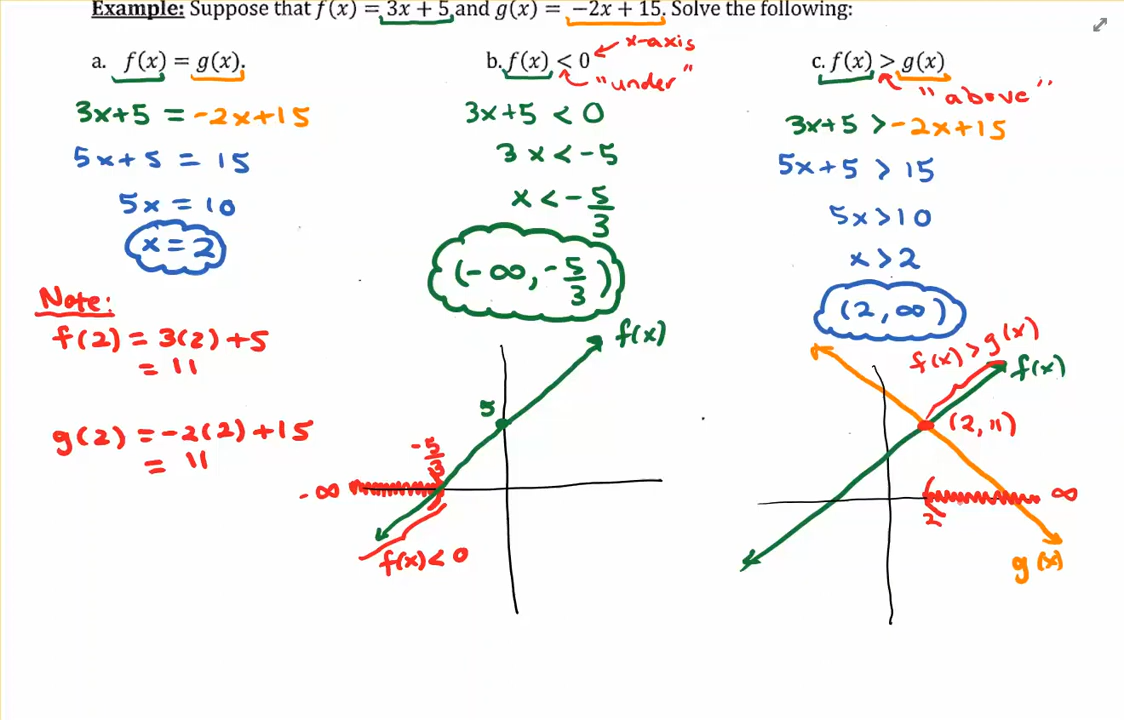 Example: Suppose that f(x) = 3x + 5 and g(x) = −2x + 15. Solve the following:
a. f(x) = g(x).
3x+5 = -2x+15
5x+5 = 15
5x = 10
x = 2
Note:
f(2) = 3(2)+5
= 11
g(2) = -2(2)+15
= 11
b. f(x) < 0
x-axis
"under"
3x+5 < 0
3x < -5
x < -5/3
(-∞, -5/3)
f(x)
5
-5/3
-∞
f(x) < 0
c. f(x) > g(x)
"above"
3x+5 > -2x+15
5x+5 > 15
5x > 10
x > 2
(2, ∞)
f(x) > g(x)
f(x)
(2, 11)
2
∞
g(x)